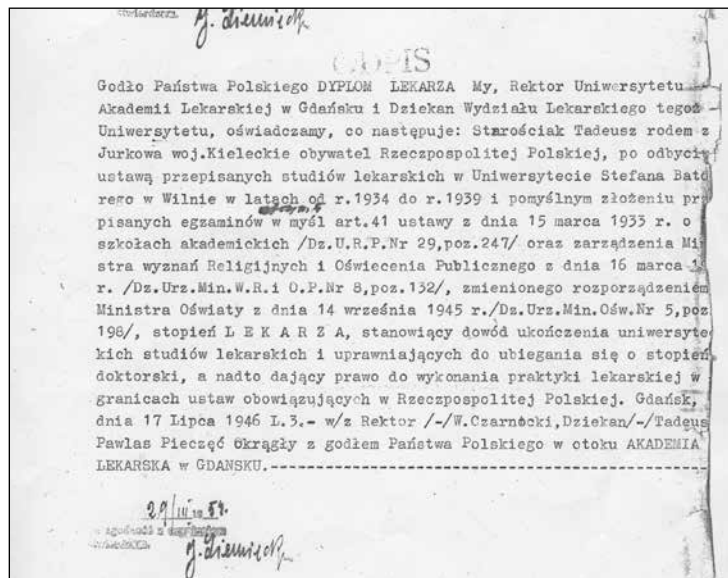 J. Ziemięck
ODPIS
Godło Państwa Polskiego DYPLOM LEKARZA My, Rektor Uniwersytetu
Akademii Lekarskiej w Gdańsku i Dziekan Wydziału Lekarskiego tegoż
Uniwersytetu, oświadczamy, co następuje: Starościak Tadeusz rodem z
Jurkowa woj.Kieleckie obywatel Rzeczpospolitej Polskiej, po odbyciu
ustawą przepisanych studiów lekarskich w Uniwersytecie Stefana Bato
rego w Wilnie w latach od r.1934 do r.1939 i pomyślnym złożeniu prz
pisanych egzaminów w myśl art.41 ustawy z dnia 15 marca 1933 r. o
szkołach akademickich /Dz.U.R.P.Nr 29,poz.247/ oraz zarządzenia Mi
stra wyznań Religijnych i Oświecenia Publicznego z dnia 16 marca
r. /Dz.Urz.Min.W.R.i O.P.Nr 8,poz.132/, zmienionego rozporządzeniem
Ministra Oświaty z dnia 14 września 1945 r./Dz.Urz.Min.Ośw.Nr 5,poz
198/, stopień L E K A R Z A, stanowiący dowód ukończenia uniwersyte
kich studiów lekarskich i uprawniających do ubiegania się o stopień
doktorski, a nadto dający prawo do wykonania praktyki lekarskiej w
granicach ustaw obowiązujących w Rzeczpospolitej Polskiej. Gdańsk,
dnia 17 Lipca 1946 L.3.- w/z Rektor /-/W.Czarnocki,Dziekan/-/Tadeus
Pawlas Pieczęć okrągły z godłem Państwa Polskiego w otoku AKADEMIA
LEKARSKA w GDANSKU.-----------------------------------------------
29/III 54.
J. Ziemięck